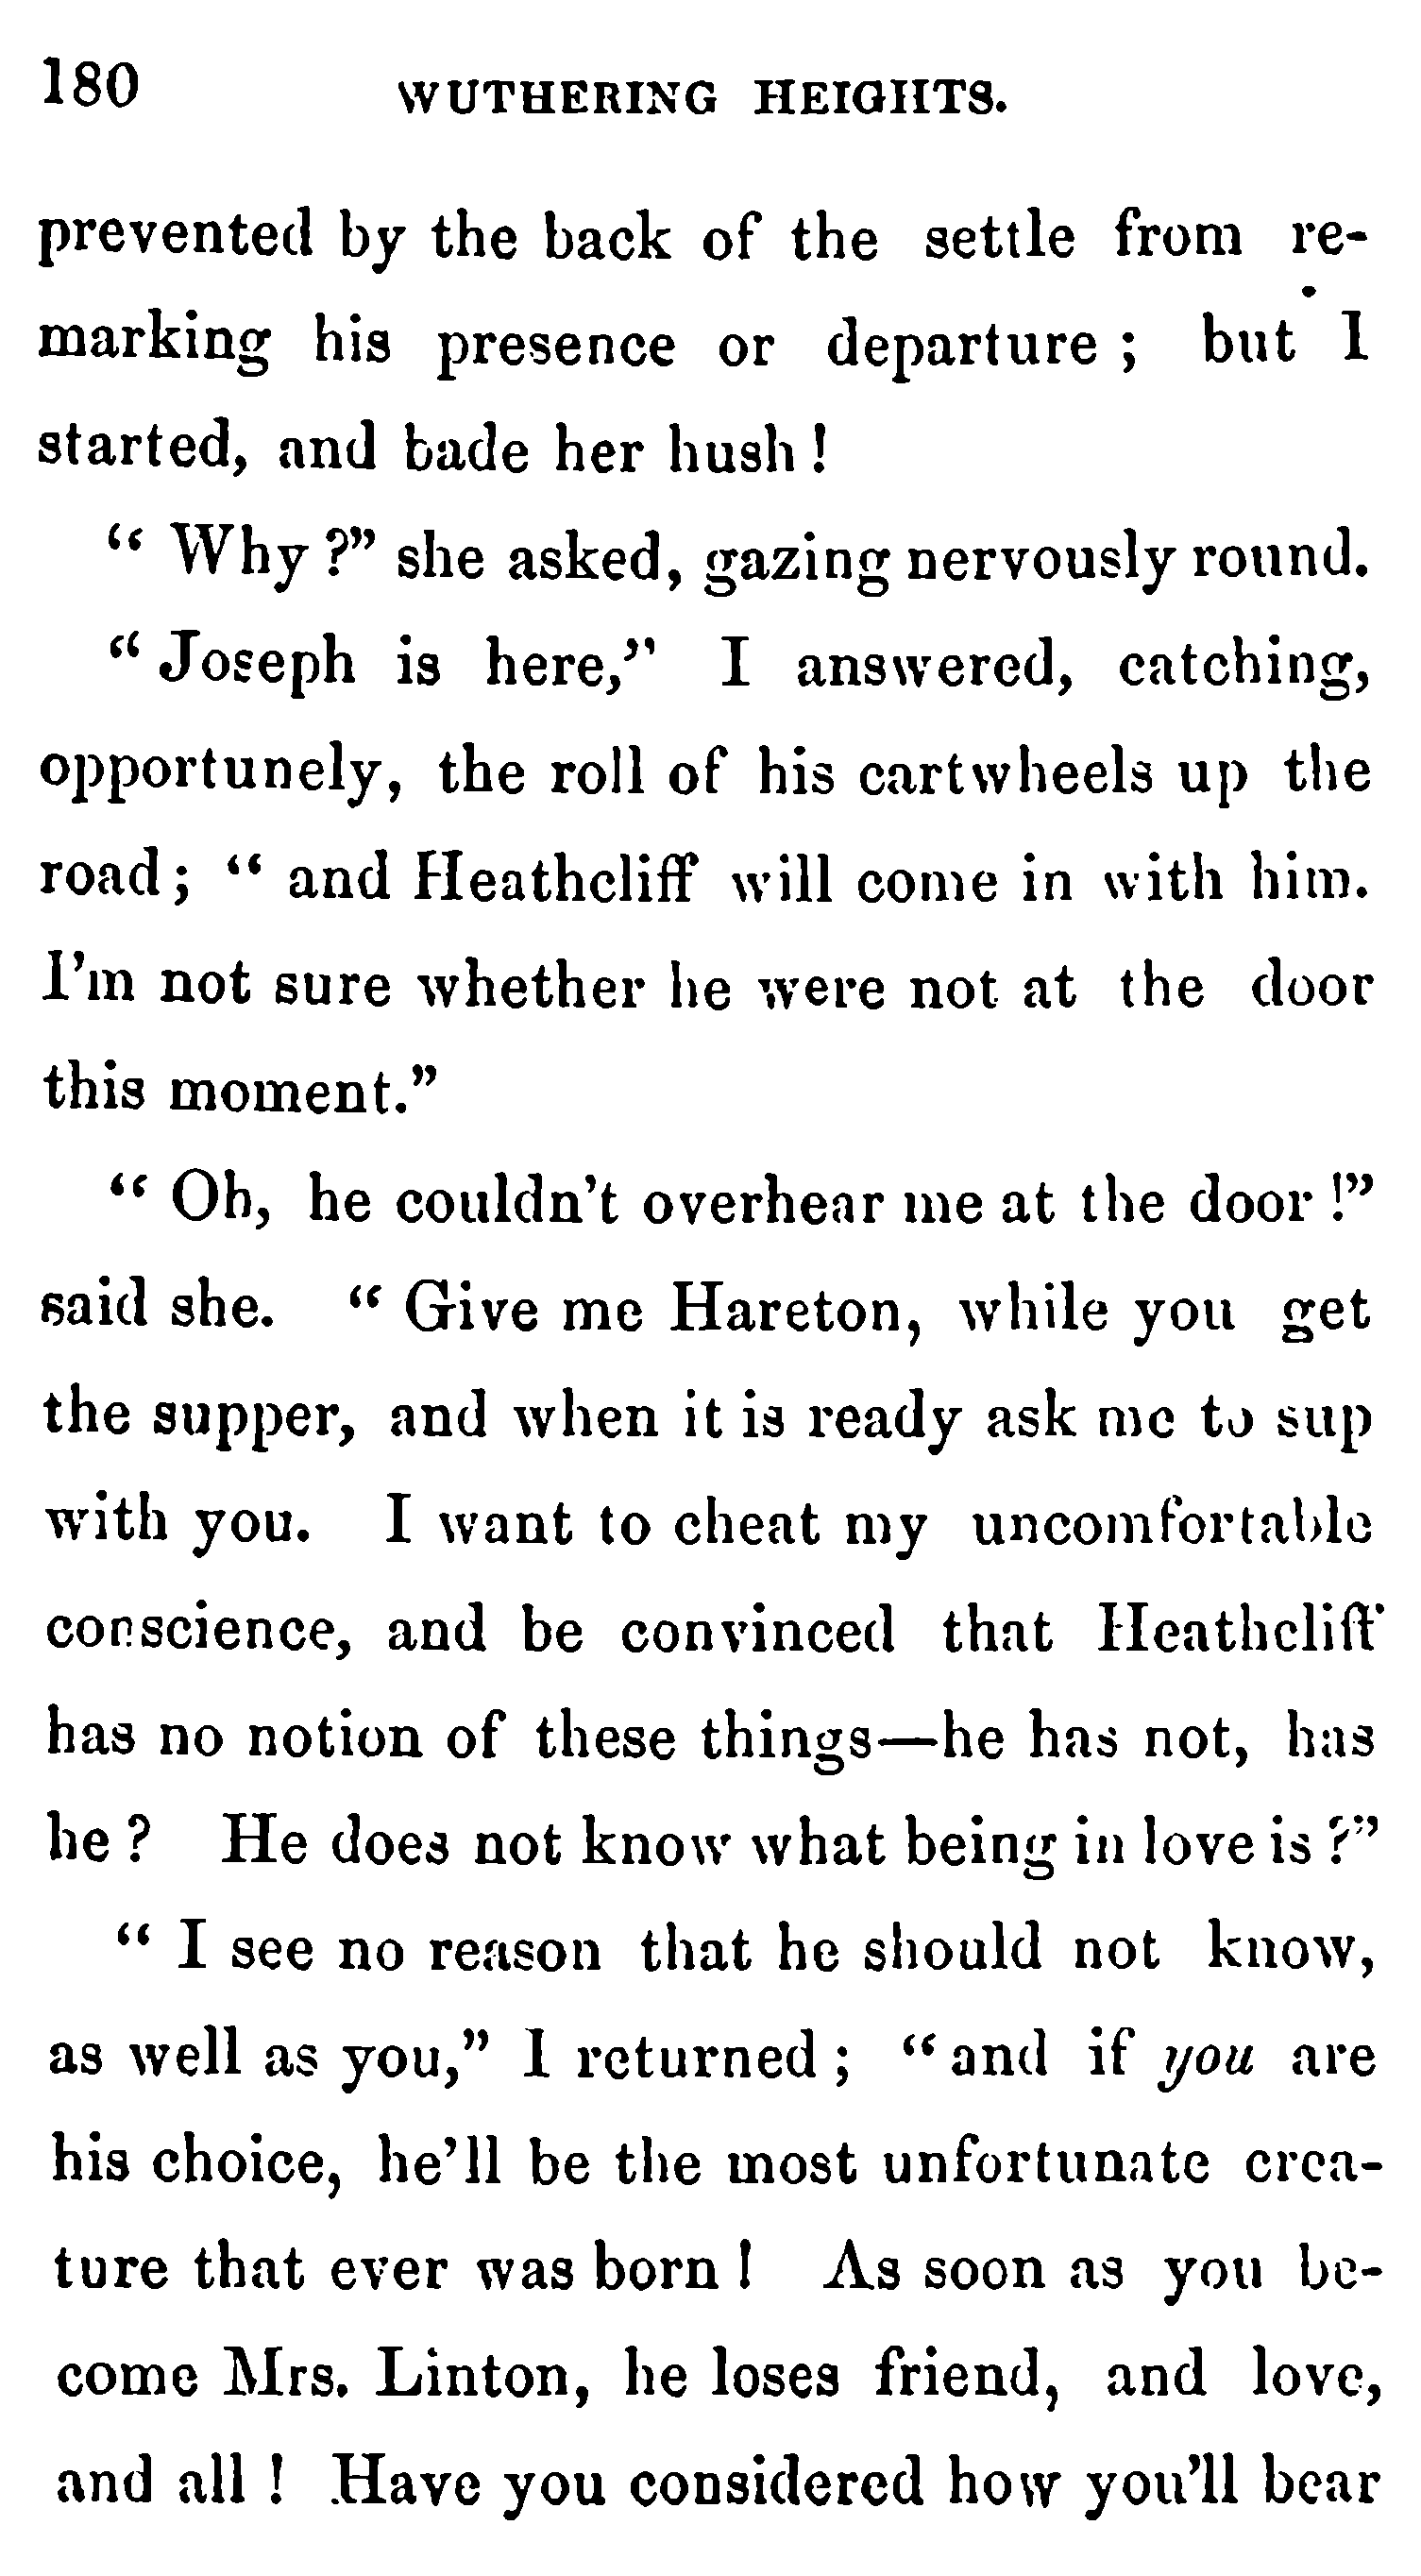 180 WUTHERING HEIGHTS.
prevented by the back of the settle from re-
marking his presence or departure ; but I
started, and bade her hush !
“ Why ?” she asked, gazing nervously round.
“ Joseph is here,” I answered, catching,
opportunely, the roll of his cartwheels up the
road ; “ and Heathcliff will come in with him.
I’m not sure whether he were not at the door
this moment.”
“ Oh, he couldn’t overhear me at the door !”
said she. “ Give me Hareton, while you get
the supper, and when it is ready ask me to sup
with you. I want to cheat my uncomfortable
conscience, and be convinced that Heathcliff
has no notion of these things—he has not, has
he ? He does not know what being in love is ?”
“ I see no reason that he should not know,
as well as you,” I returned ; “ and if you are
his choice, he’ll be the most unfortunate crea-
ture that ever was born ! As soon as you be-
come Mrs. Linton, he loses friend, and love,
and all ! Have you considered how you’ll bear